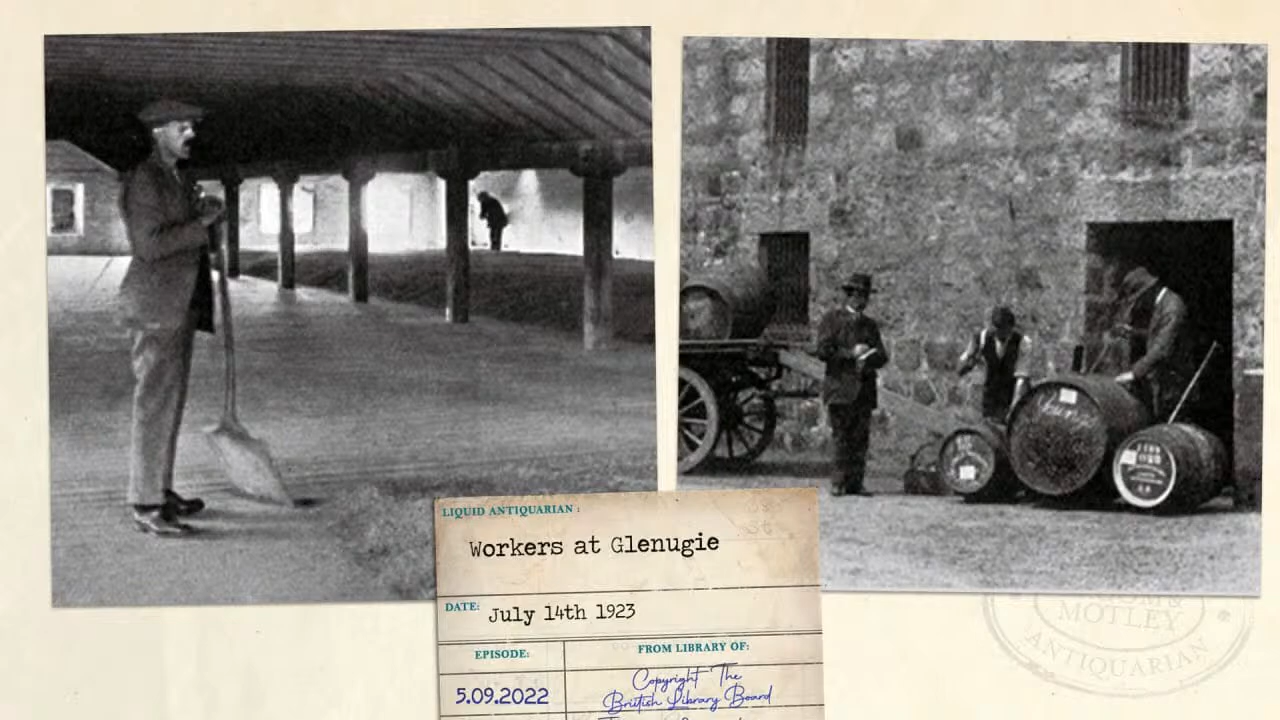 LIQUID ANTIQUARIAN :
Workers at Glenugie
DATE: July 14th 1923
EPISODE:
FROM LIBRARY OF:
5.09.2022
Copyright The
British Library Board
MOTLEY
ANTIQUARIAN